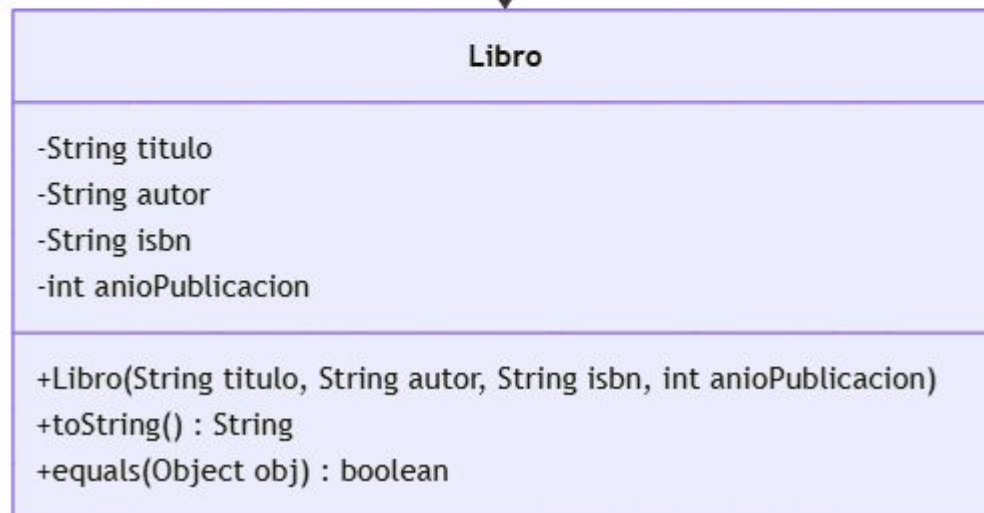 Libro
-String titulo
-String autor
-String isbn
-int anioPublicacion
+Libro(String titulo, String autor, String isbn, int anioPublicacion)
+toString() : String
+equals(Object obj) : boolean